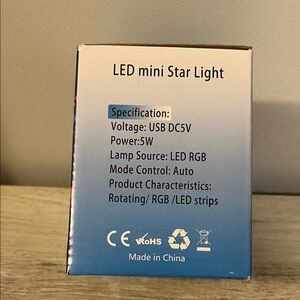 LED mini Star Light
Specification:
Voltage: USB DC5V
Power:5W
Lamp Source: LED RGB
Mode Control: Auto
Product Characteristics:
Rotating/ RGB /LED strips
CE RoHS
Made in China